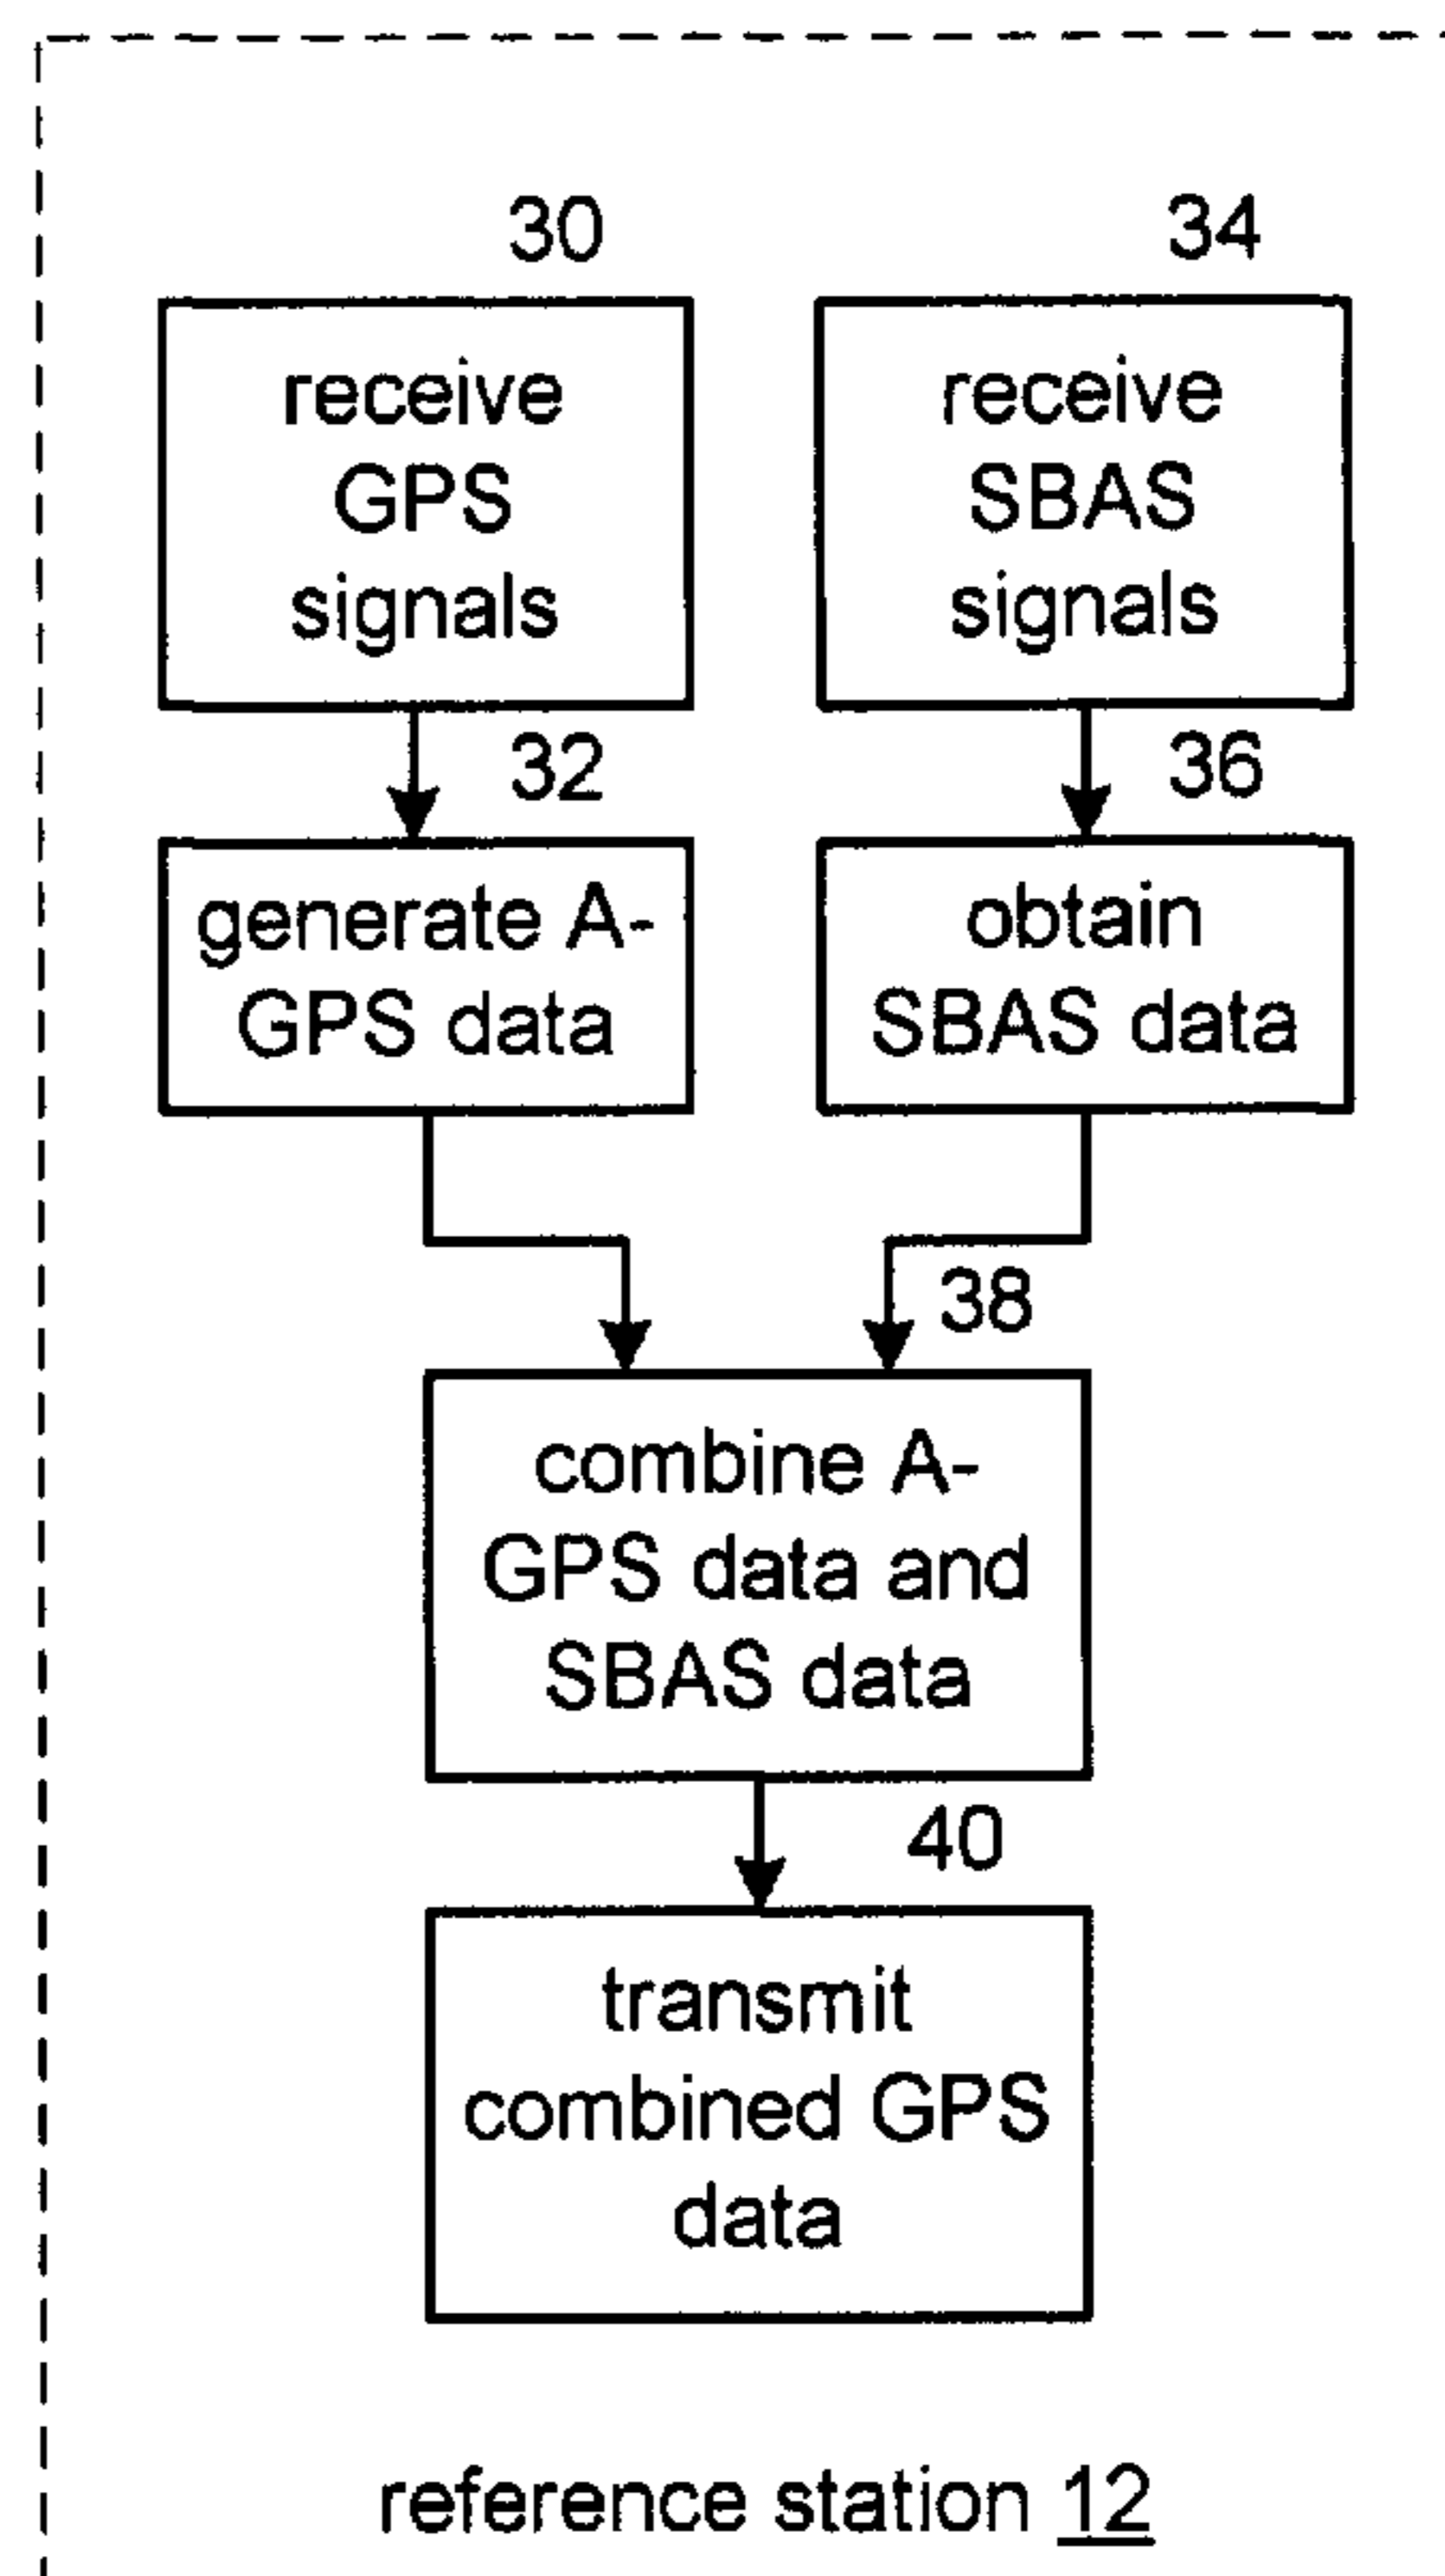 30
receive
GPS
signals
34
receive
SBAS
signals
32
generate A-
GPS data
36
obtain
SBAS data
38
combine A-
GPS data and
SBAS data
40
transmit
combined GPS
data
reference station 12